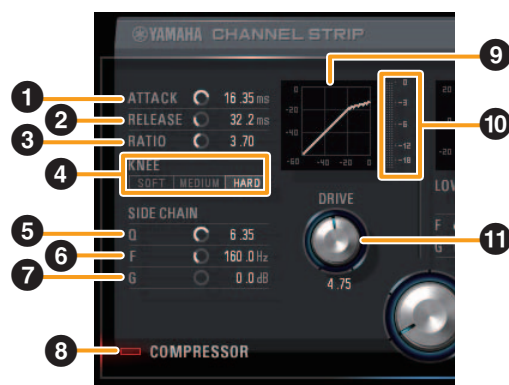 YAMAHA CHANNEL STRIP
9
1 ATTACK 16.35 ms
2 RELEASE 32.2 ms
3 RATIO 3.70
4 KNEE
SOFT MEDIUM HARD
0
-20
-40
-60 -40 -20 0
0
-3
-6
-12
-18
10
20
0
-20
LOW
SIDE CHAIN
5 Q 6.35
6 F 160.0 Hz
7 G 0.0 dB
DRIVE
11
4.75
F
G
8 COMPRESSOR